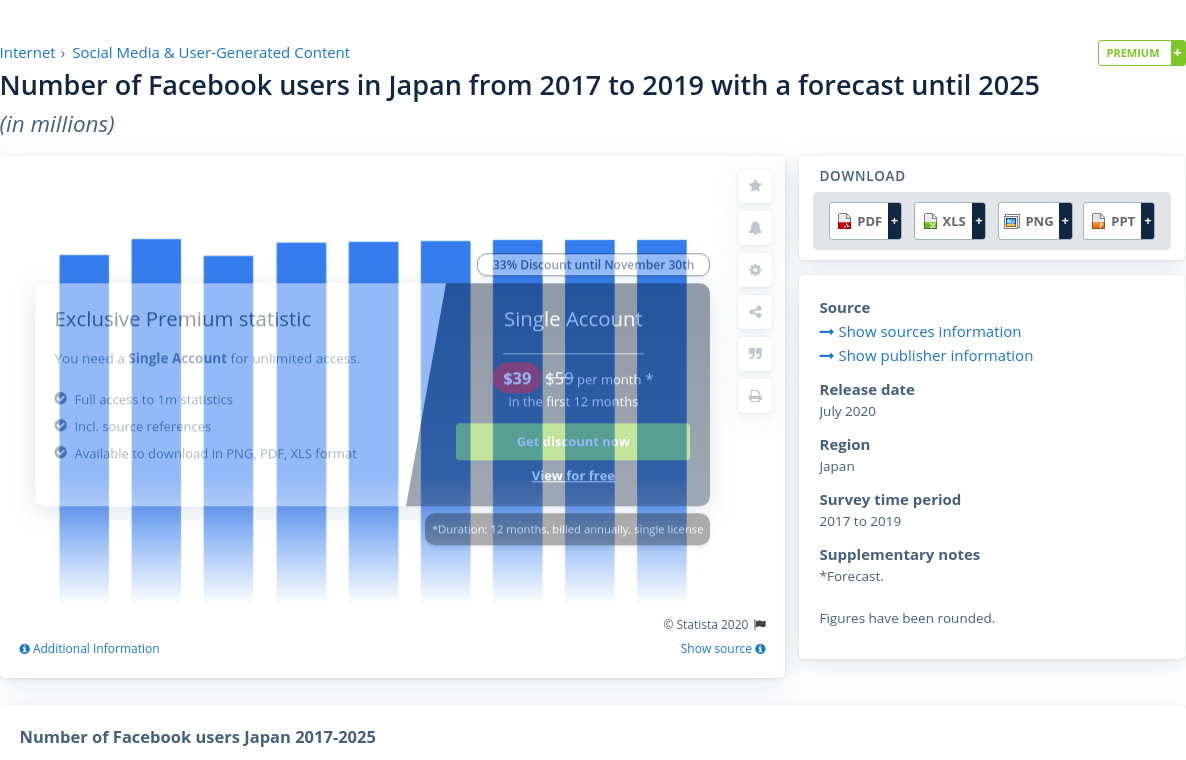 Internet › Social Media & User-Generated Content
PREMIUM +
Number of Facebook users in Japan from 2017 to 2019 with a forecast until 2025
(in millions)
33% Discount until November 30th
Exclusive Premium statistic
You need a Single Account for unlimited access.
Full access to 1m statistics
Incl. source references
Available to download in PNG, PDF, XLS format
Single Account
$39 $59 per month *
in the first 12 months
Get discount now
View for free
*Duration: 12 months, billed annually, single license
© Statista 2020
Additional Information
Show source
DOWNLOAD
PDF + XLS + PNG + PPT +
Source
Show sources information
Show publisher information
Release date
July 2020
Region
Japan
Survey time period
2017 to 2019
Supplementary notes
*Forecast.
Figures have been rounded.
Number of Facebook users Japan 2017-2025